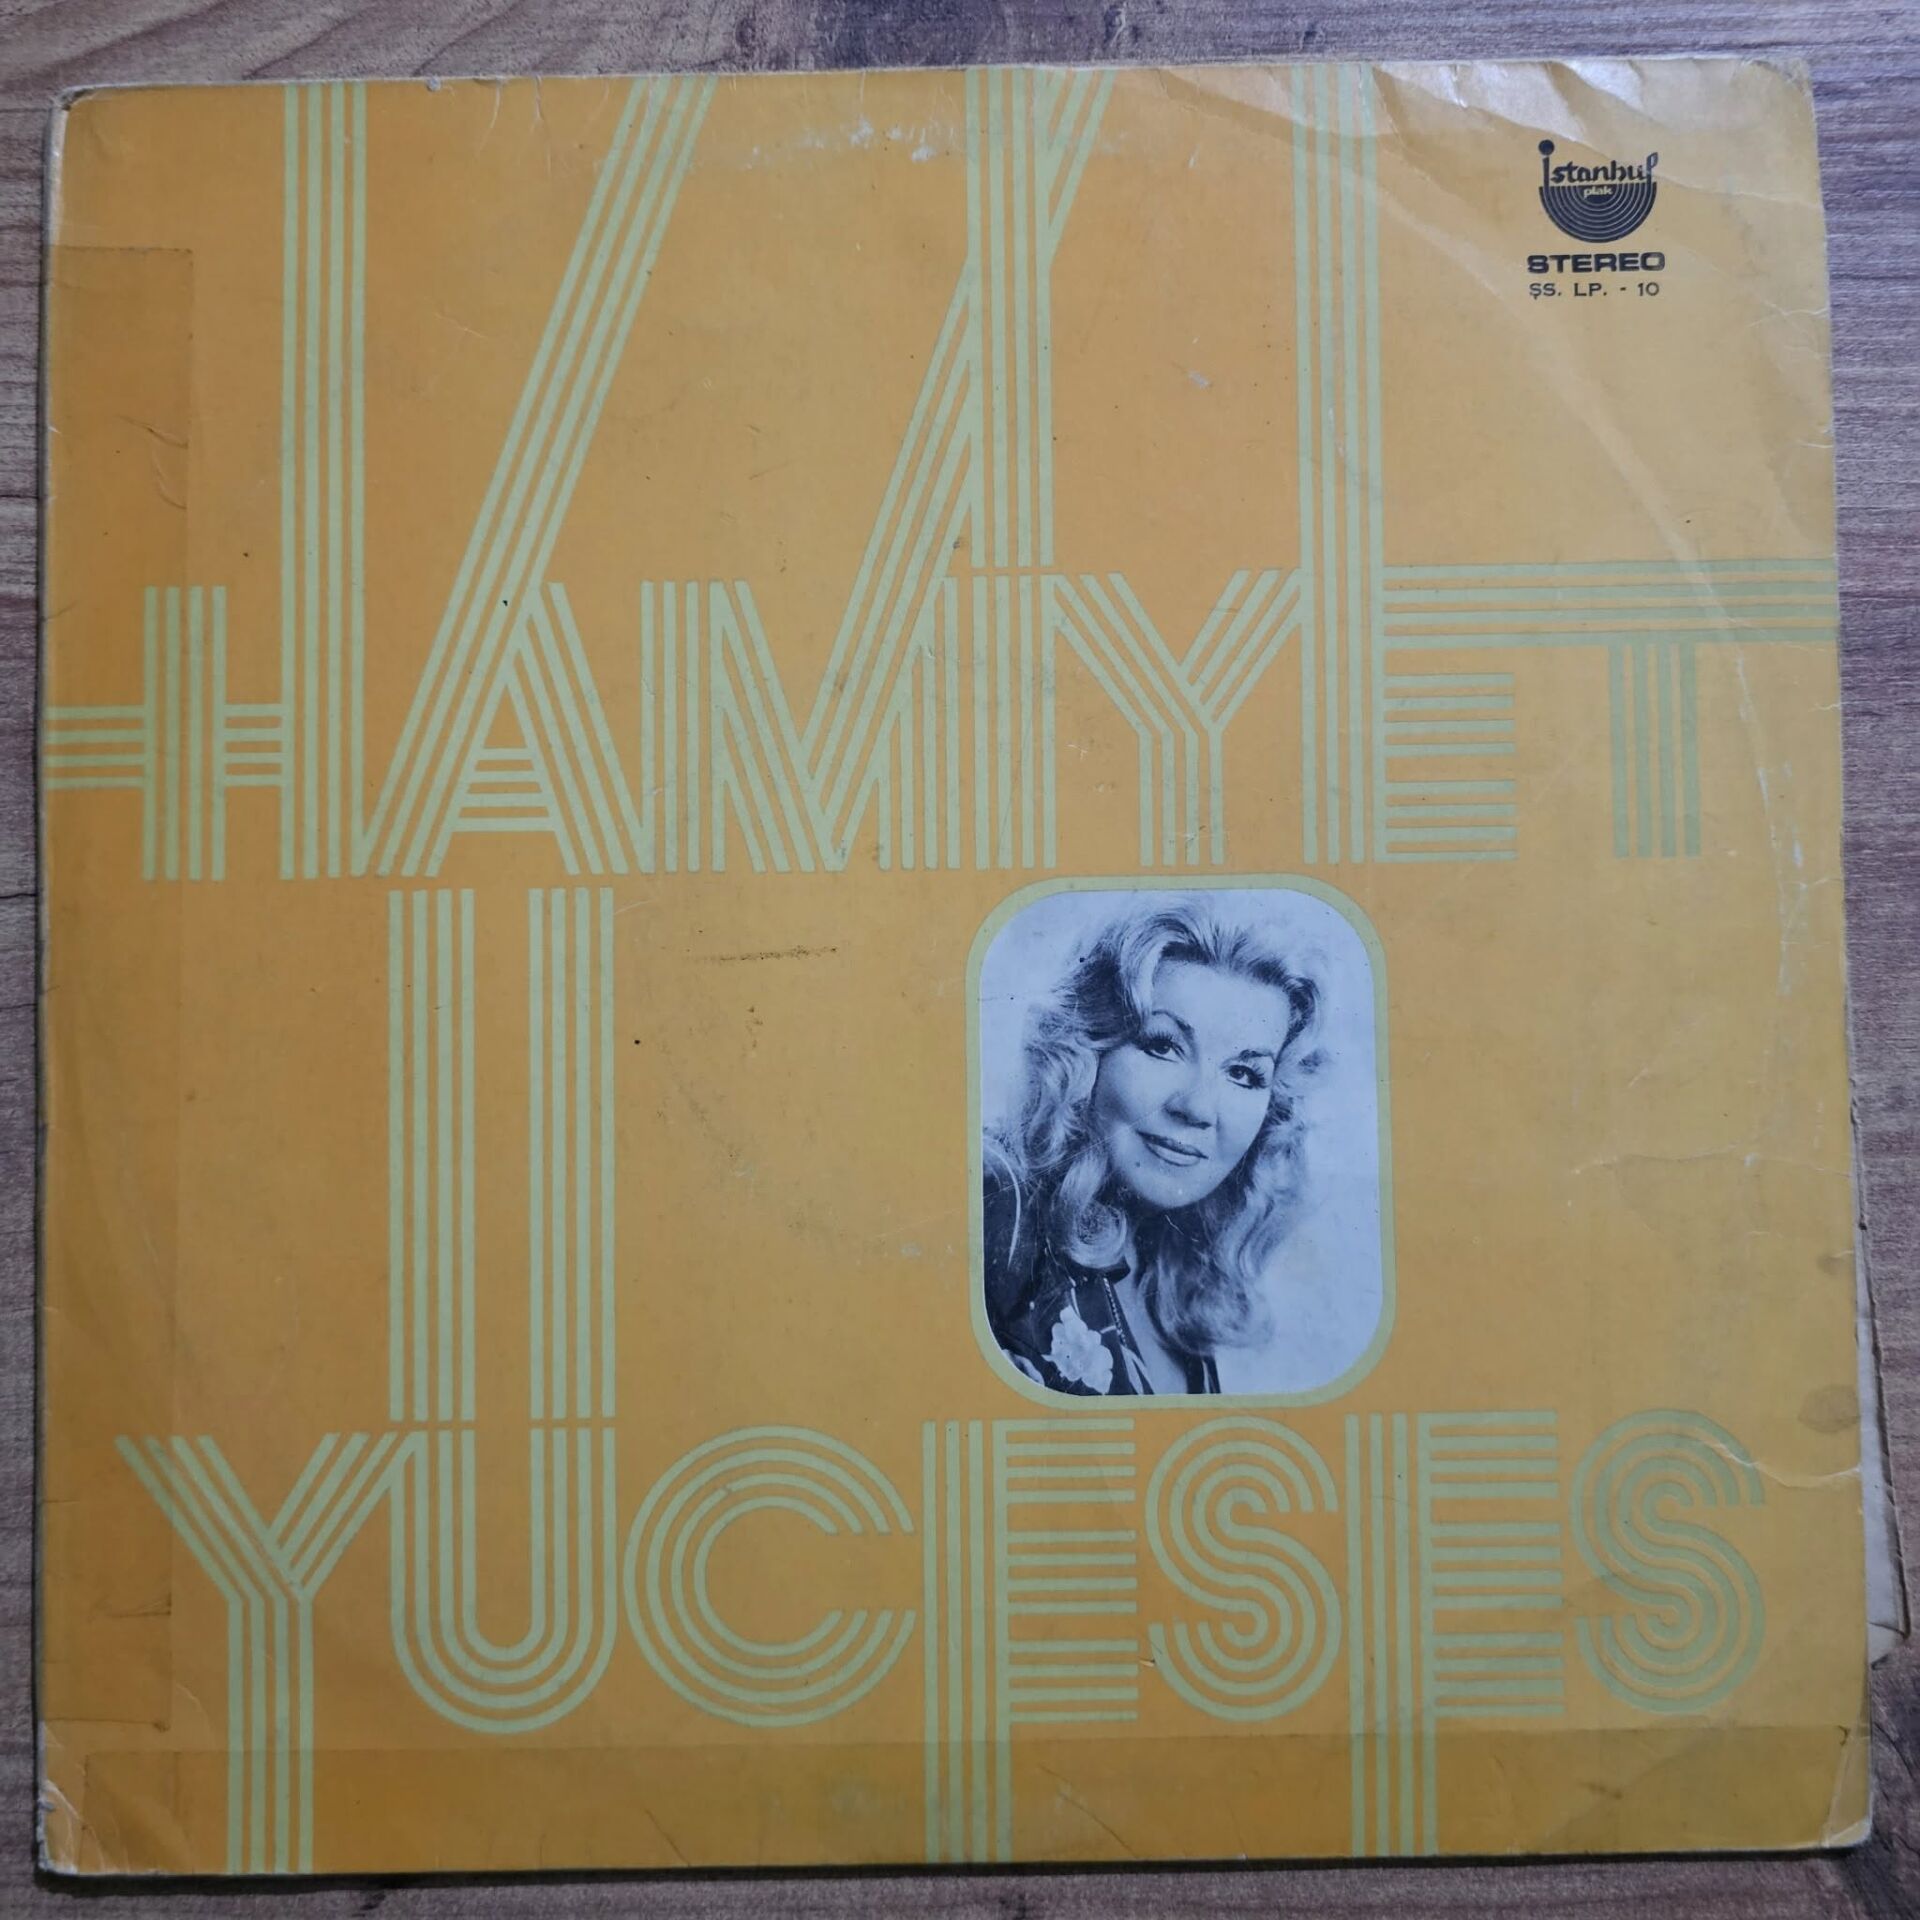 istanbul
plak
STEREO
ŞS. LP. - 10
HAMİYET
YÜCESES